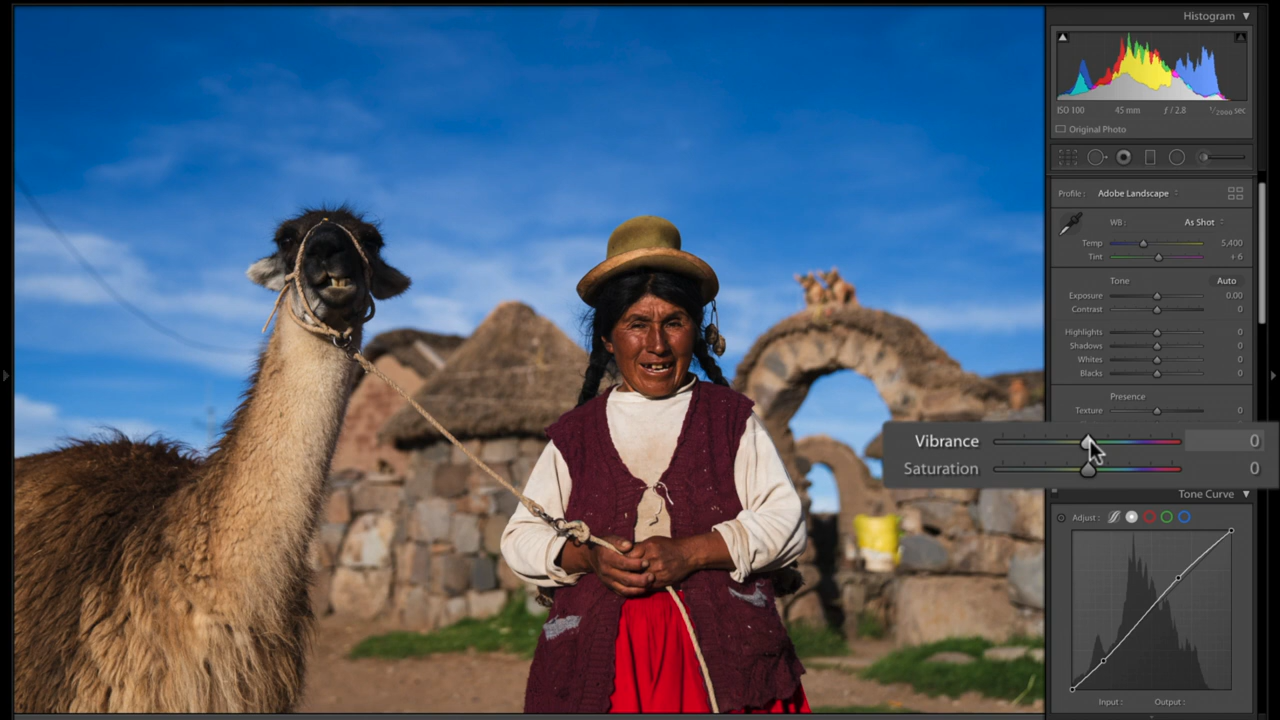 Histogram
ISO 100 45 mm ƒ / 2.8 1/2000 sec
Original Photo
Profile : Adobe Landscape
WB : As Shot
Temp 5,400
Tint + 6
Tone Auto
Exposure 0.00
Contrast 0
Highlights 0
Shadows 0
Whites 0
Blacks 0
Presence
Texture 0
Vibrance 0
Saturation 0
Tone Curve
Adjust :
Input : Output :